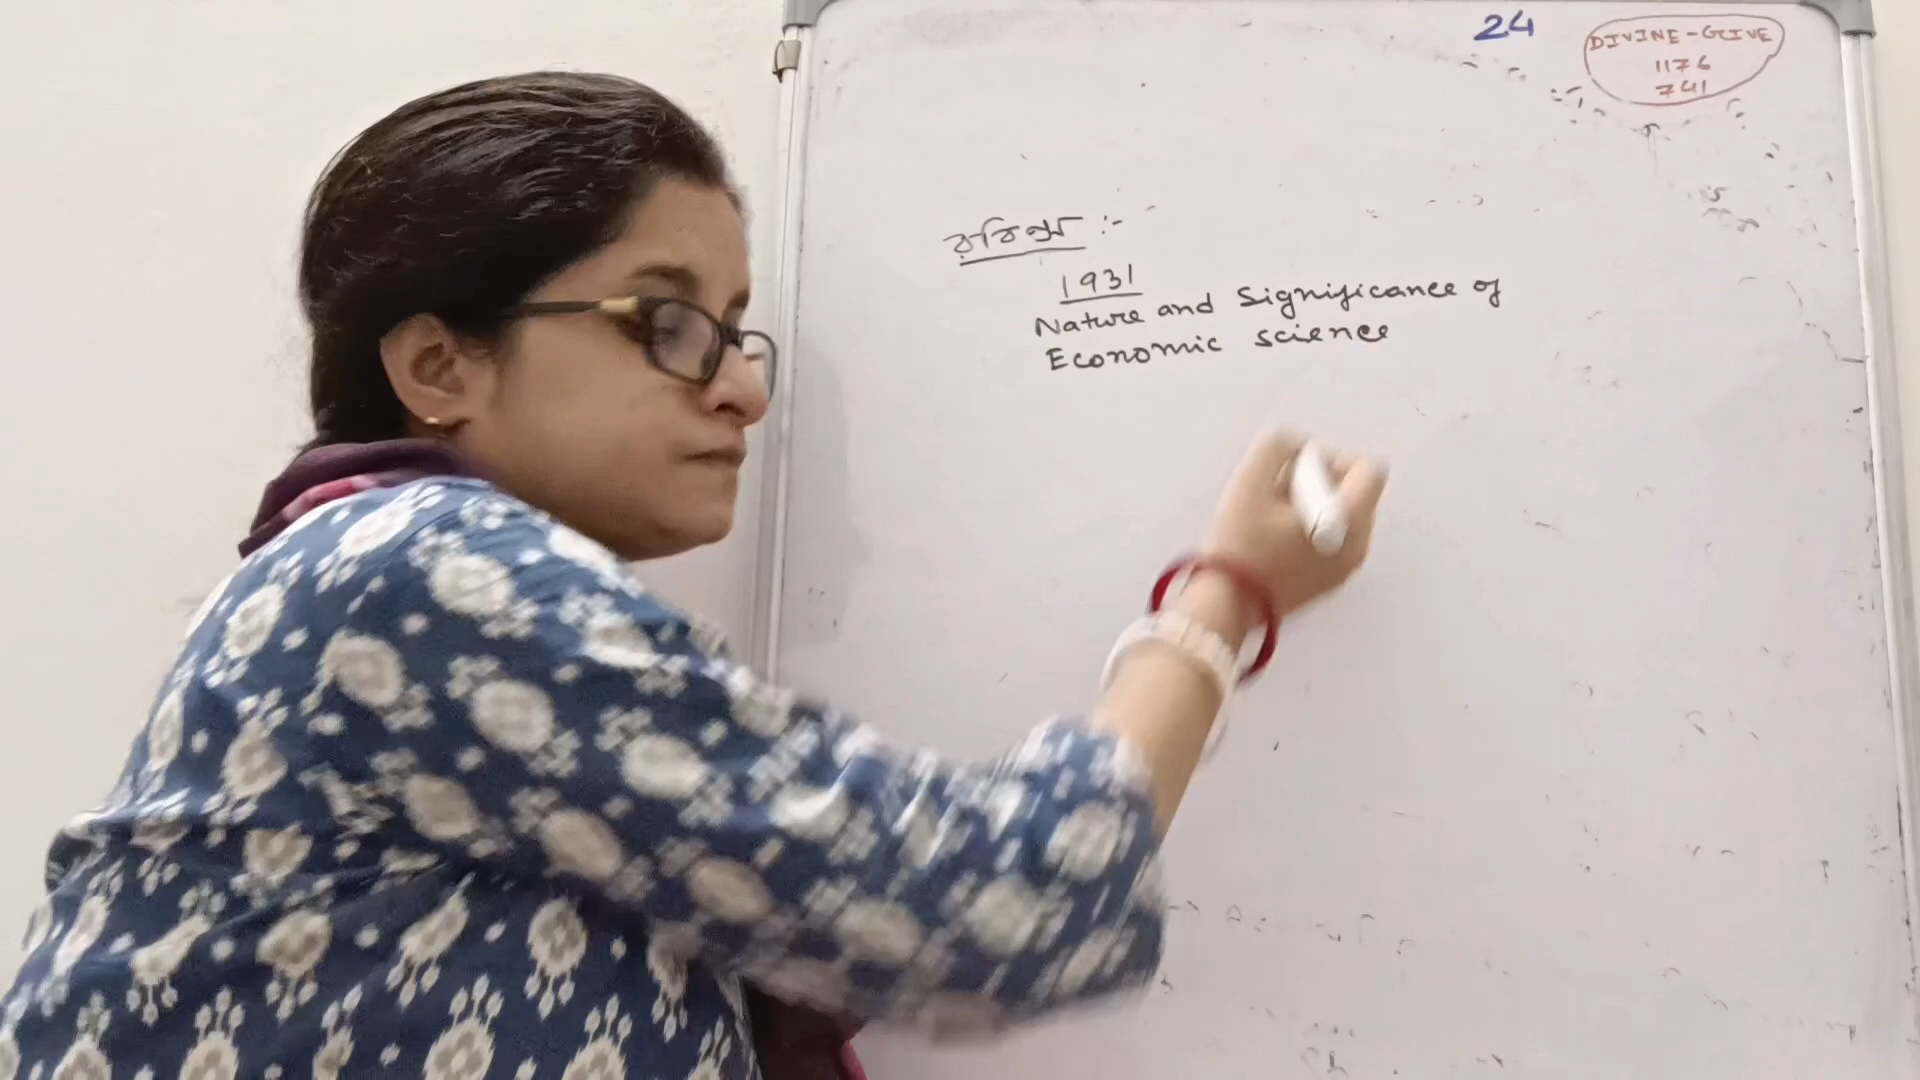 24
DIVINE-GIVE
1176
741
রবিন্স :-
1931
Nature and Significance of
Economic science